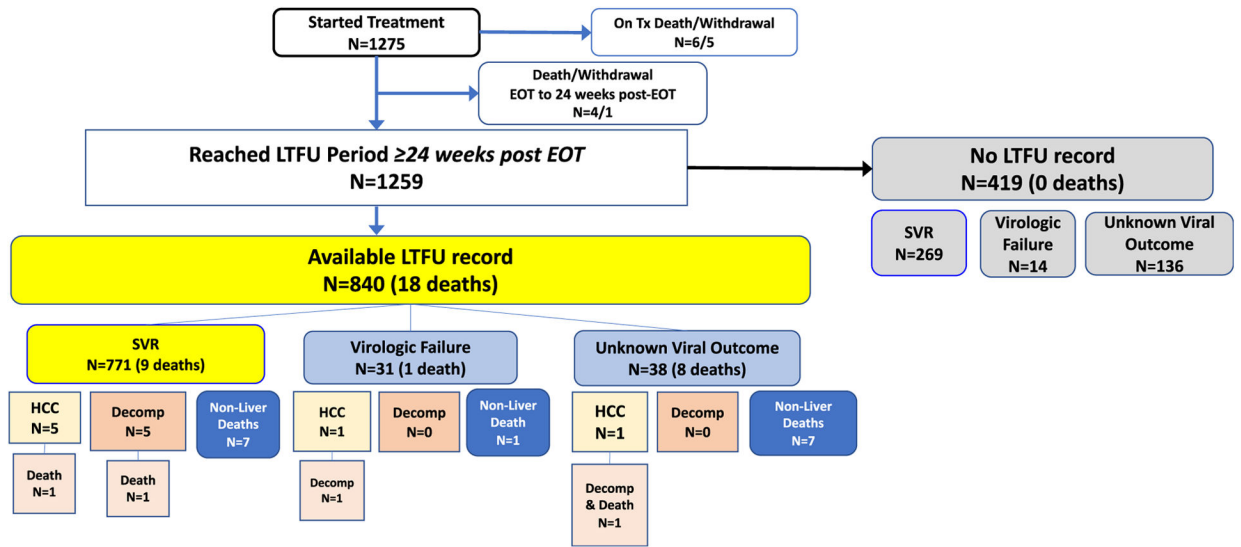 Started Treatment
N=1275
On Tx Death/Withdrawal
N=6/5
Death/Withdrawal
EOT to 24 weeks post-EOT
N=4/1
Reached LTFU Period ≥24 weeks post EOT
N=1259
No LTFU record
N=419 (0 deaths)
SVR
N=269
Virologic
Failure
N=14
Unknown Viral
Outcome
N=136
Available LTFU record
N=840 (18 deaths)
SVR
N=771 (9 deaths)
Virologic Failure
N=31 (1 death)
Unknown Viral Outcome
N=38 (8 deaths)
HCC
N=5
Decomp
N=5
Non-Liver
Deaths
N=7
HCC
N=1
Decomp
N=0
Non-Liver
Death
N=1
HCC
N=1
Decomp
N=0
Non-Liver
Deaths
N=7
Death
N=1
Death
N=1
Decomp
N=1
Decomp
& Death
N=1